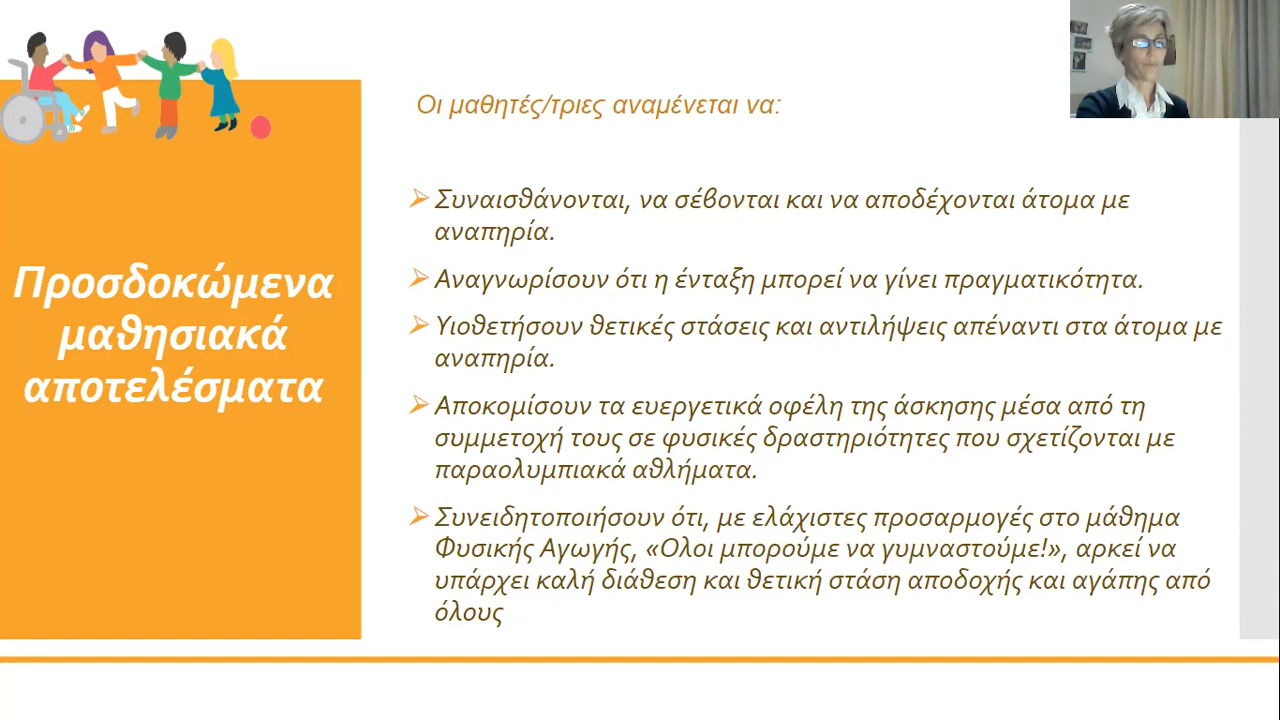 Προσδοκώμενα
μαθησιακά
αποτελέσματα
Οι μαθητές/τριες αναμένεται να:
Συναισθάνονται, να σέβονται και να αποδέχονται άτομα με
αναπηρία.
Αναγνωρίσουν ότι η ένταξη μπορεί να γίνει πραγματικότητα.
Υιοθετήσουν θετικές στάσεις και αντιλήψεις απέναντι στα άτομα με
αναπηρία.
Αποκομίσουν τα ευεργετικά οφέλη της άσκησης μέσα από τη
συμμετοχή τους σε φυσικές δραστηριότητες που σχετίζονται με
παραολυμπιακά αθλήματα.
Συνειδητοποιήσουν ότι, με ελάχιστες προσαρμογές στο μάθημα
Φυσικής Αγωγής, «Ολοι μπορούμε να γυμναστούμε!», αρκεί να
υπάρχει καλή διάθεση και θετική στάση αποδοχής και αγάπης από
όλους